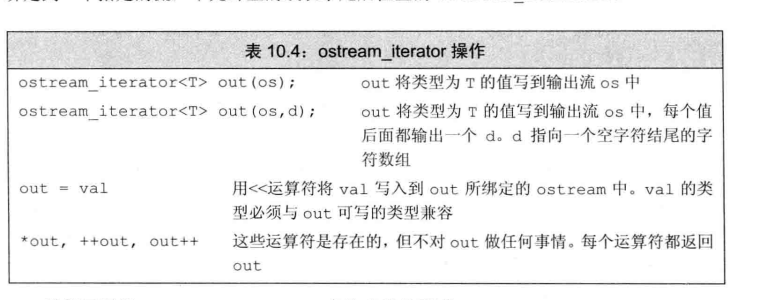 表 10.4：ostream_iterator 操作
ostream_iterator<T> out(os); out 将类型为 T 的值写到输出流 os 中
ostream_iterator<T> out(os,d); out 将类型为 T 的值写到输出流 os 中，每个值
后面都输出一个 d。d 指向一个空字符结尾的字
符数组
out = val 用<<运算符将 val 写入到 out 所绑定的 ostream 中。val 的类
型必须与 out 可写的类型兼容
*out, ++out, out++ 这些运算符是存在的，但不对 out 做任何事情。每个运算符都返回
out